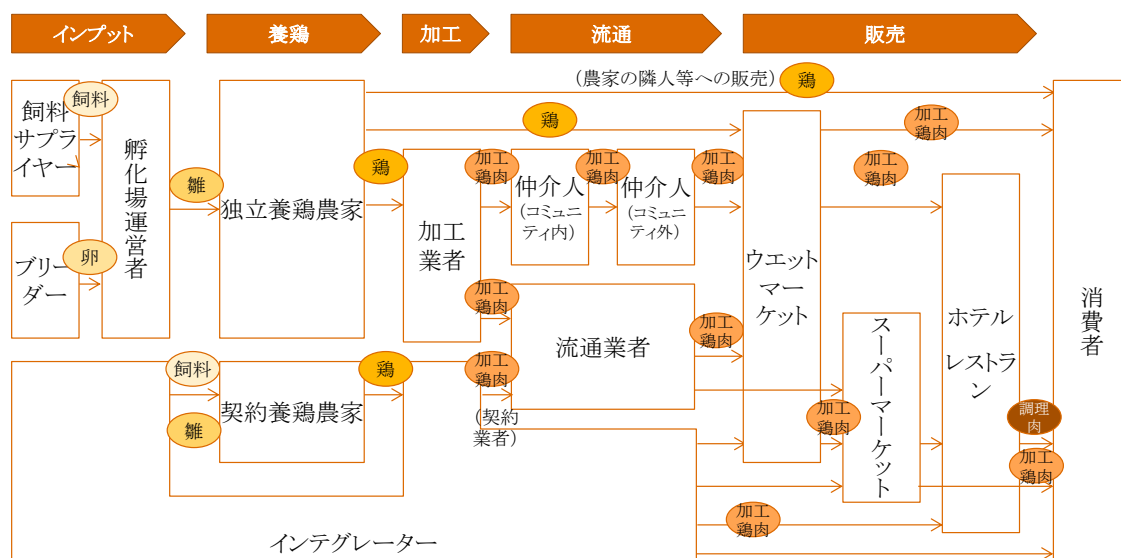 インプット
養鶏
加工
流通
販売
(農家の隣人等への販売)
鶏
飼料
飼料
サプラ
イヤー
孵化場運営者
雛
独立養鶏農家
鶏
鶏
加工
業者
加工
鶏肉
仲介人
(コミュニ
ティ内)
加工
鶏肉
仲介人
(コミュニ
ティ外)
加工
鶏肉
ウエット
マー
ケット
加工
鶏肉
加工
鶏肉
ブリー
ダー
卵
加工
鶏肉
流通業者
加工
鶏肉
スーパーマーケット
ホテル
レストラ
ン
消費者
飼料
雛
契約養鶏農家
鶏
加工
鶏肉
(契約
業者)
加工
鶏肉
調理
肉
加工
鶏肉
加工
鶏肉
インテグレーター